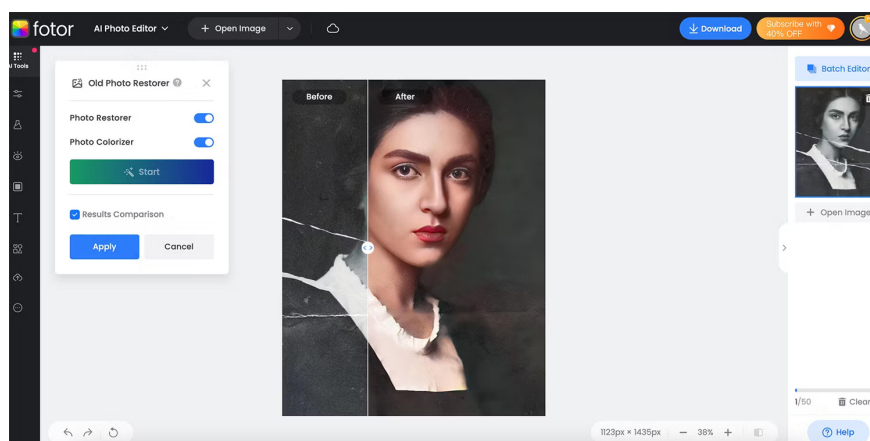 fotor
AI Photo Editor
+ Open Image
Download
Subscribe with
40% OFF
AI Tools
Old Photo Restorer
Photo Restorer
Photo Colorizer
Start
Results Comparison
Apply
Cancel
Before
After
Batch Editor
+ Open Image
1/50
Clear
1123px × 1435px
38%
Help